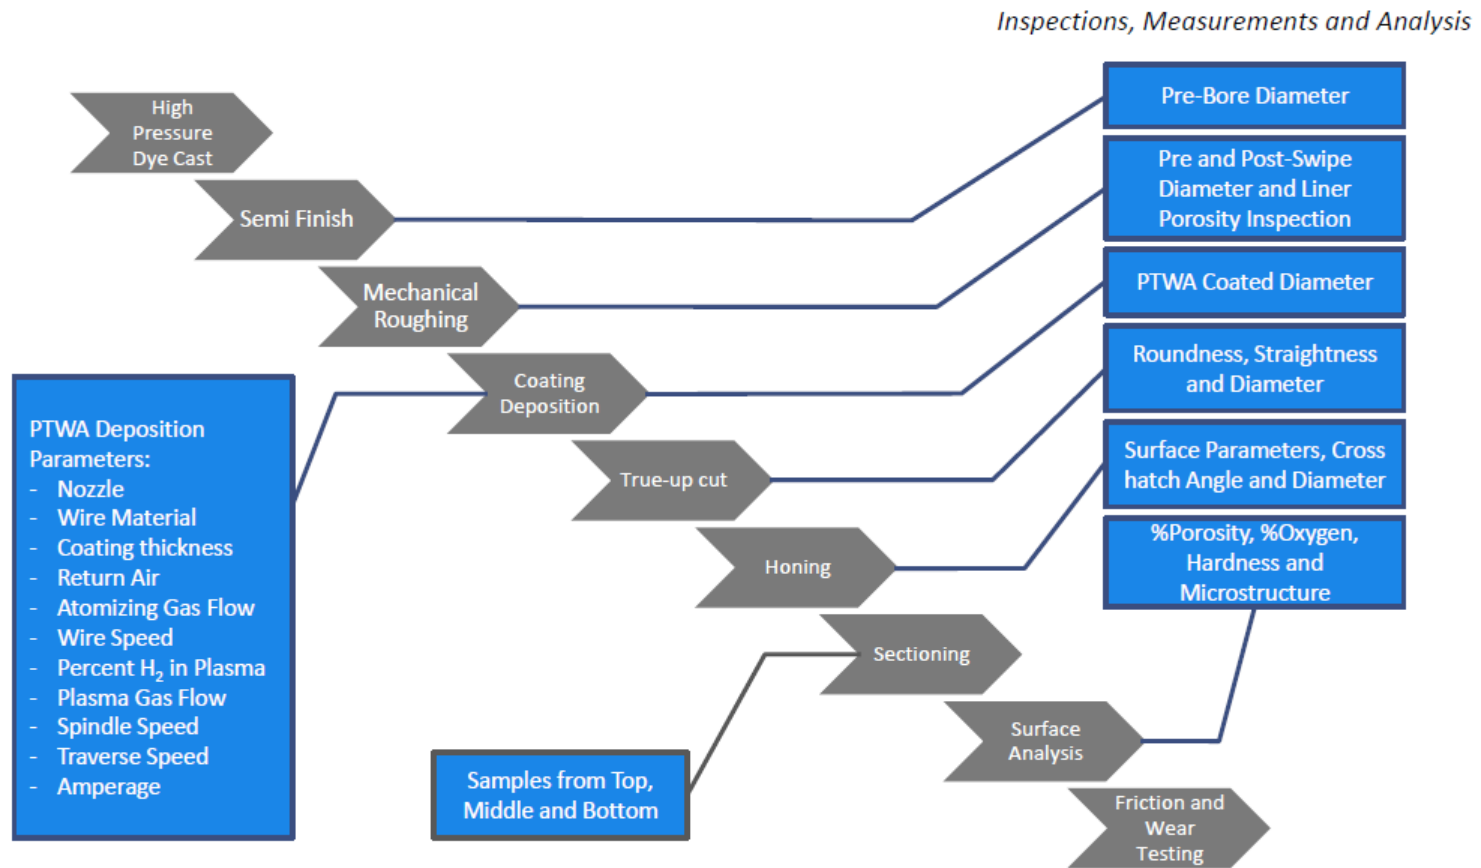 Inspections, Measurements and Analysis
High
Pressure
Dye Cast
Semi Finish
Mechanical
Roughing
Coating
Deposition
True-up cut
Honing
Sectioning
Surface
Analysis
Friction and
Wear
Testing
Pre-Bore Diameter
Pre and Post-Swipe
Diameter and Liner
Porosity Inspection
PTWA Coated Diameter
Roundness, Straightness
and Diameter
Surface Parameters, Cross
hatch Angle and Diameter
%Porosity, %Oxygen,
Hardness and
Microstructure
PTWA Deposition
Parameters:
- Nozzle
- Wire Material
- Coating thickness
- Return Air
- Atomizing Gas Flow
- Wire Speed
- Percent H₂ in Plasma
- Plasma Gas Flow
- Spindle Speed
- Traverse Speed
- Amperage
Samples from Top,
Middle and Bottom